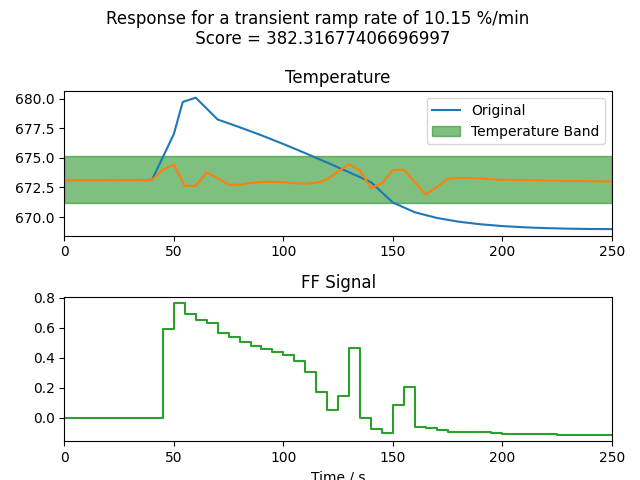 Response for a transient ramp rate of 10.15 %/min
Score = 382.31677406696997
Temperature
680.0
677.5
675.0
672.5
670.0
Original
Temperature Band
0 50 100 150 200 250
FF Signal
0.8
0.6
0.4
0.2
0.0
0 50 100 150 200 250
Time / s